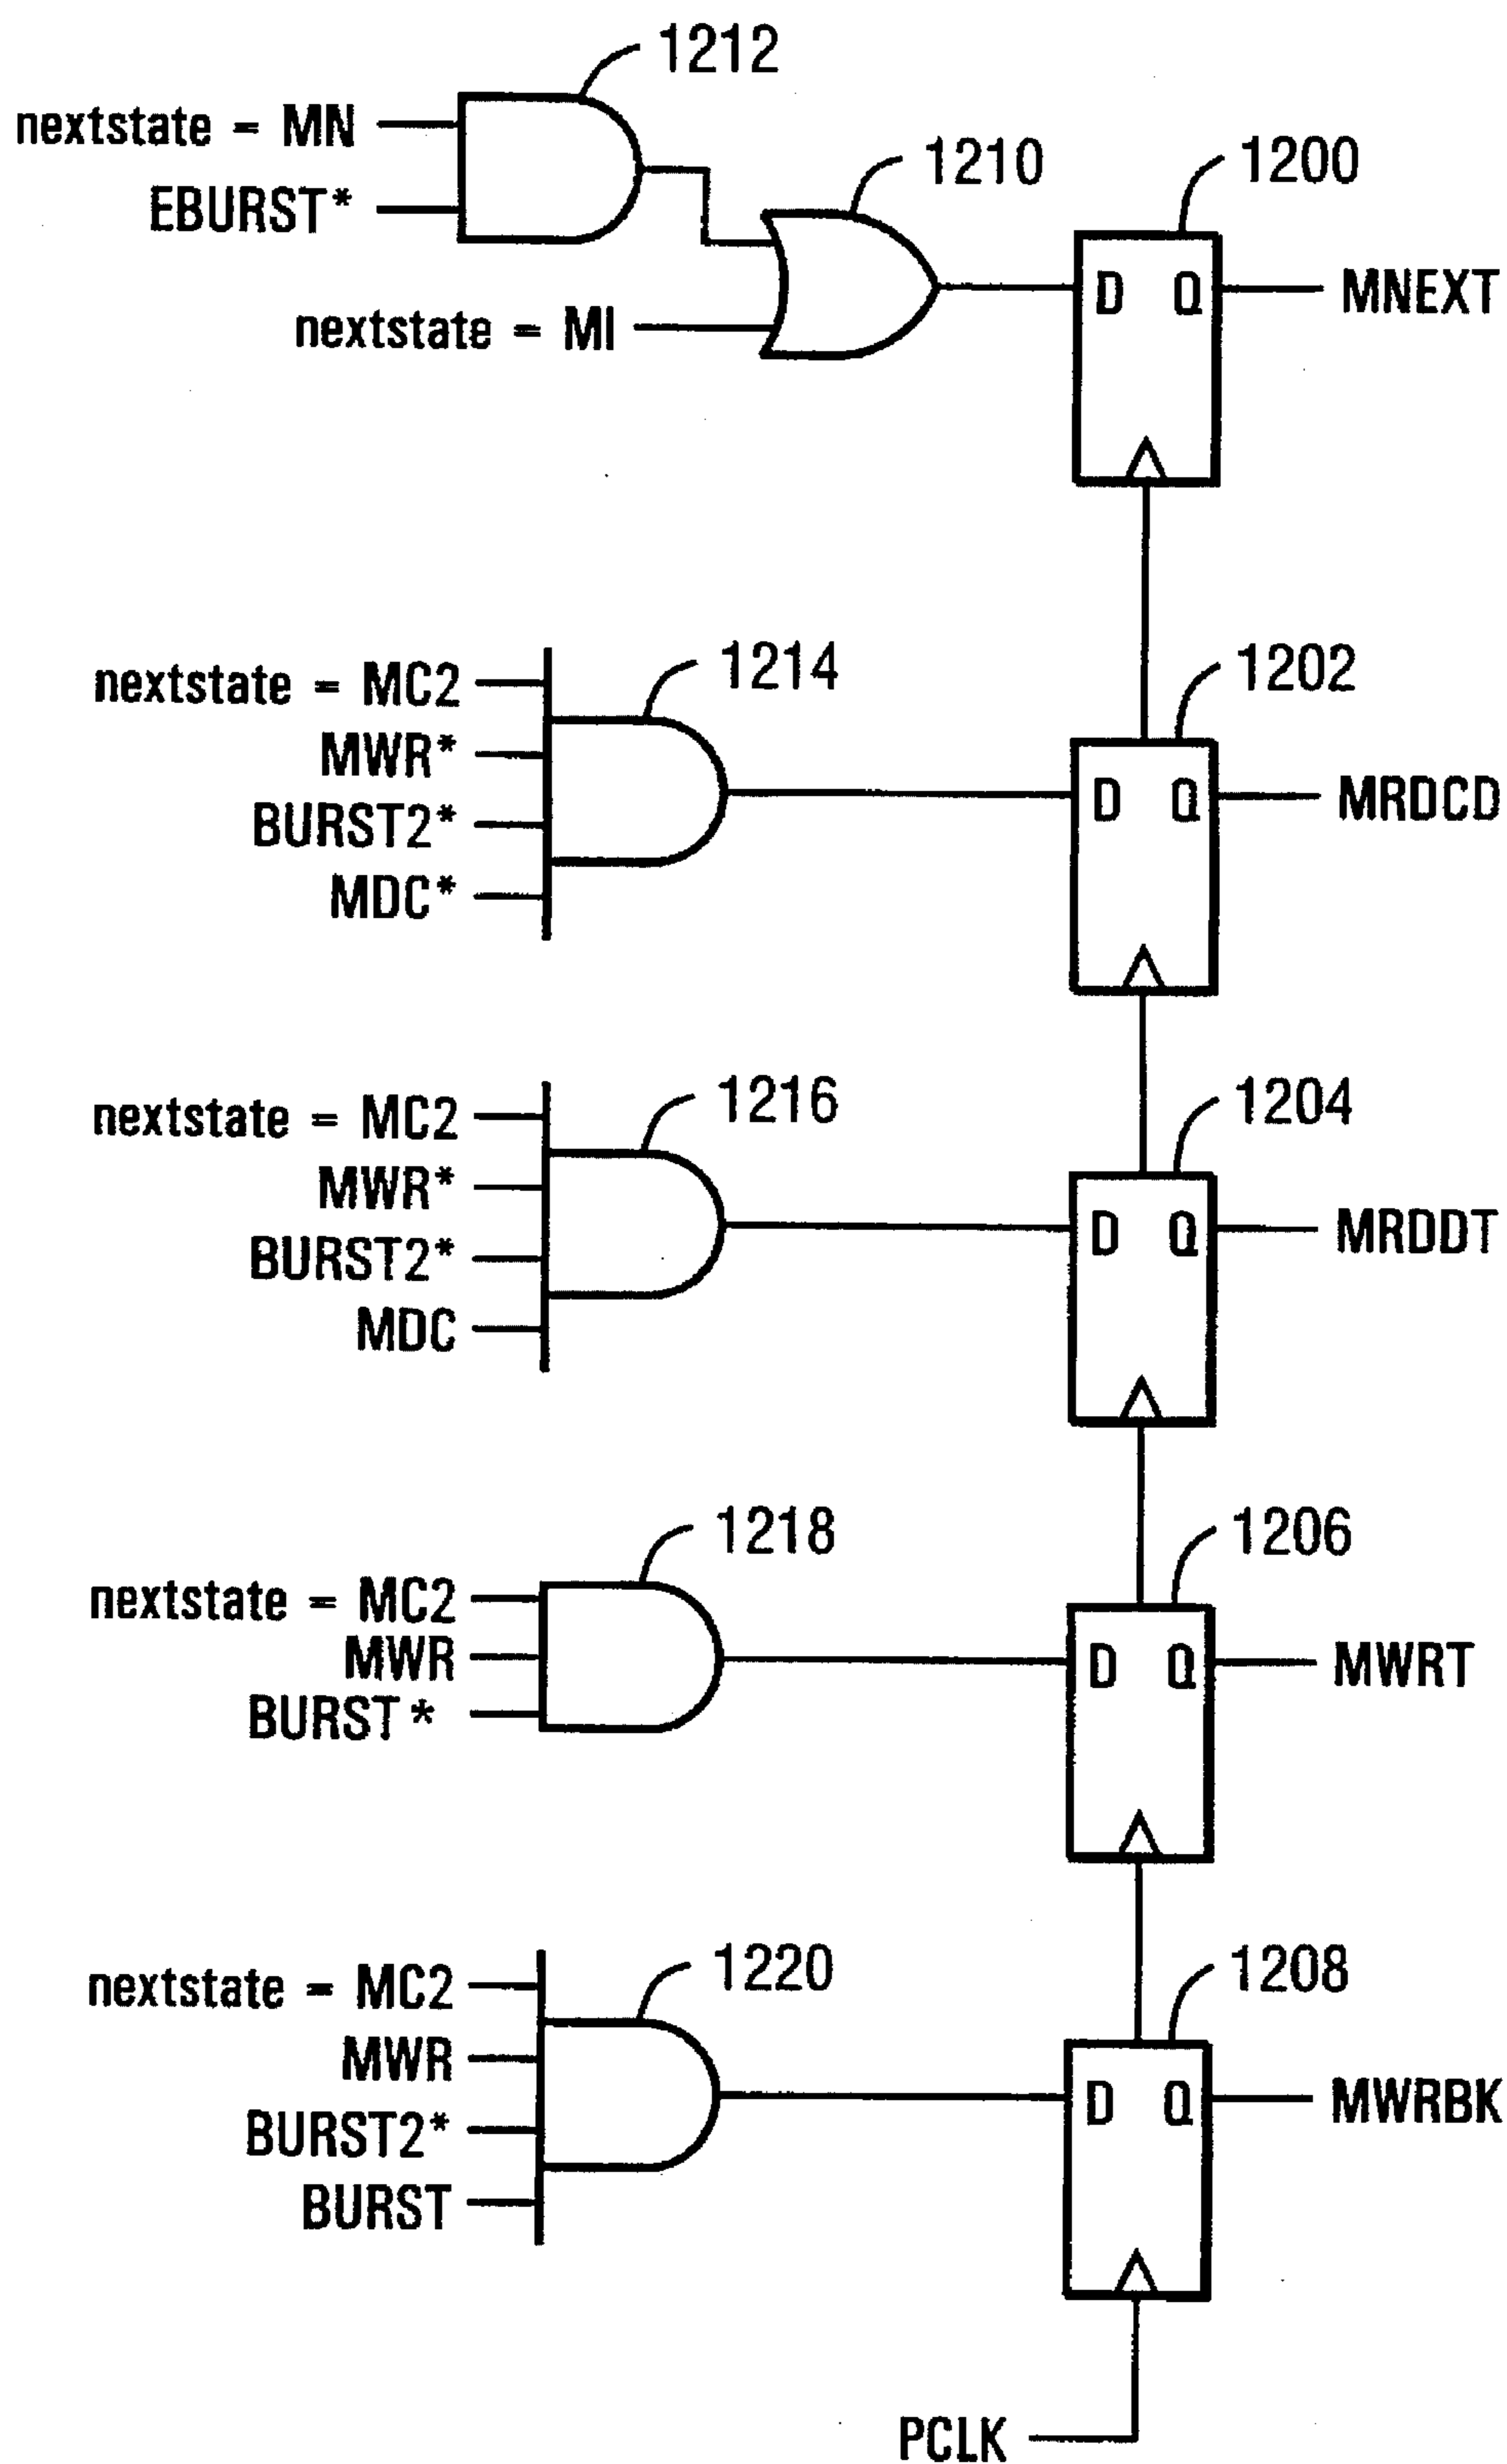 1212
nextstate = MN
EBURST*
1210
1200
D Q
MNEXT
nextstate = MI
1214
1202
nextstate = MC2
MWR*
BURST2*
MDC*
D Q
MRDCD
1216
1204
nextstate = MC2
MWR*
BURST2*
MDC
D Q
MRDDT
1218
1206
nextstate = MC2
MWR
BURST*
D Q
MWRT
1220
1208
nextstate = MC2
MWR
BURST2*
BURST
D Q
MWRBK
PCLK